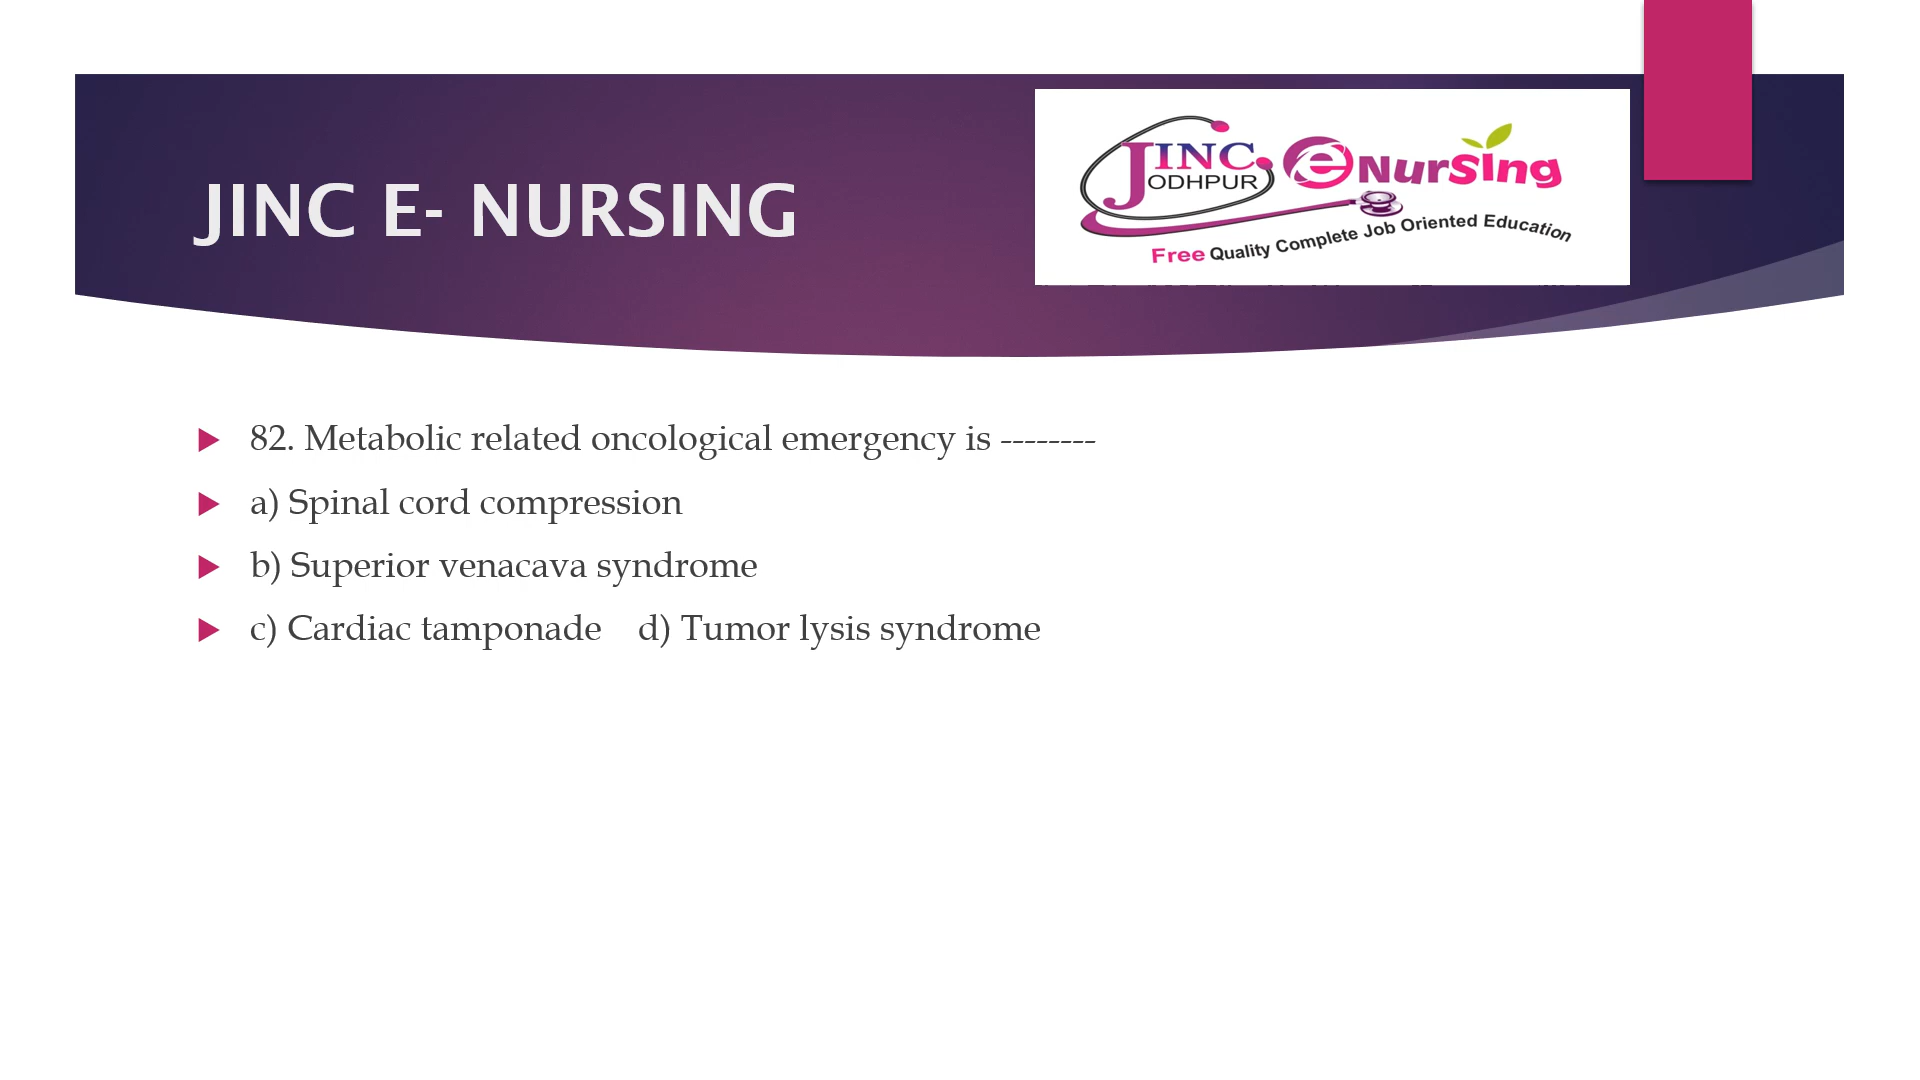 JINC E- NURSING
JINC ODHPUR eNursing
Free Quality Complete Job Oriented Education
82. Metabolic related oncological emergency is --------
a) Spinal cord compression
b) Superior venacava syndrome
c) Cardiac tamponade    d) Tumor lysis syndrome